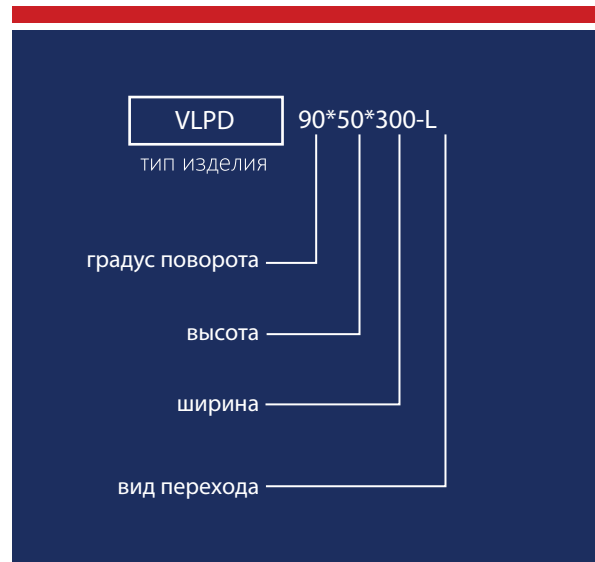 VLPD 90*50*300-L
тип изделия
градус поворота
высота
ширина
вид перехода